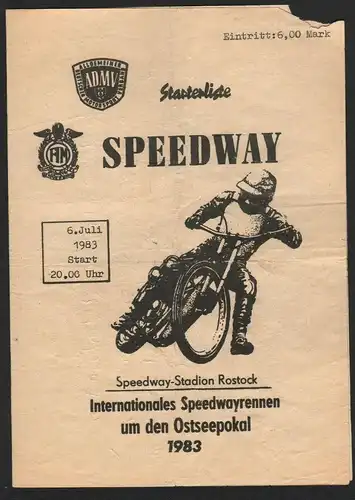 Eintritt:6,00 Mark
ALLGEMEINER
ADMV
Starterliste
SPEEDWAY
6.Juli
1983
Start
20.00 Uhr
Speedway-Stadion Rostock
Internationales Speedwayrennen
um den Ostseepokal
1983